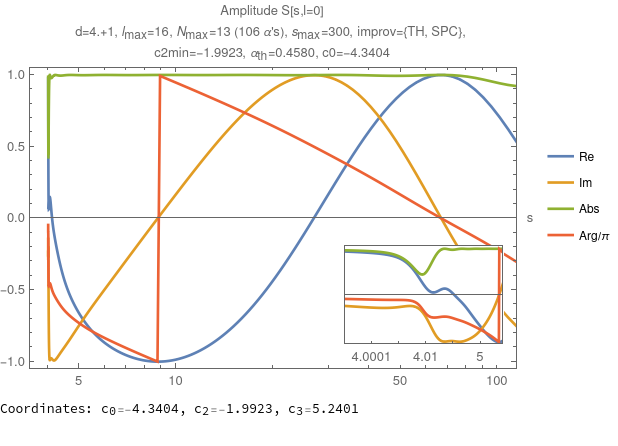 Amplitude S[s,l=0]
d=4.+1, lmax=16, Nmax=13 (106 α's), smax=300, improv={TH, SPC},
c2min=−1.9923, αth=0.4580, c0=−4.3404
1.0
0.5
0.0
−0.5
−1.0
s
Re
Im
Abs
Arg/π
4.0001 4.01 5
5 10 50 100
Coordinates: c0=−4.3404, c2=−1.9923, c3=5.2401